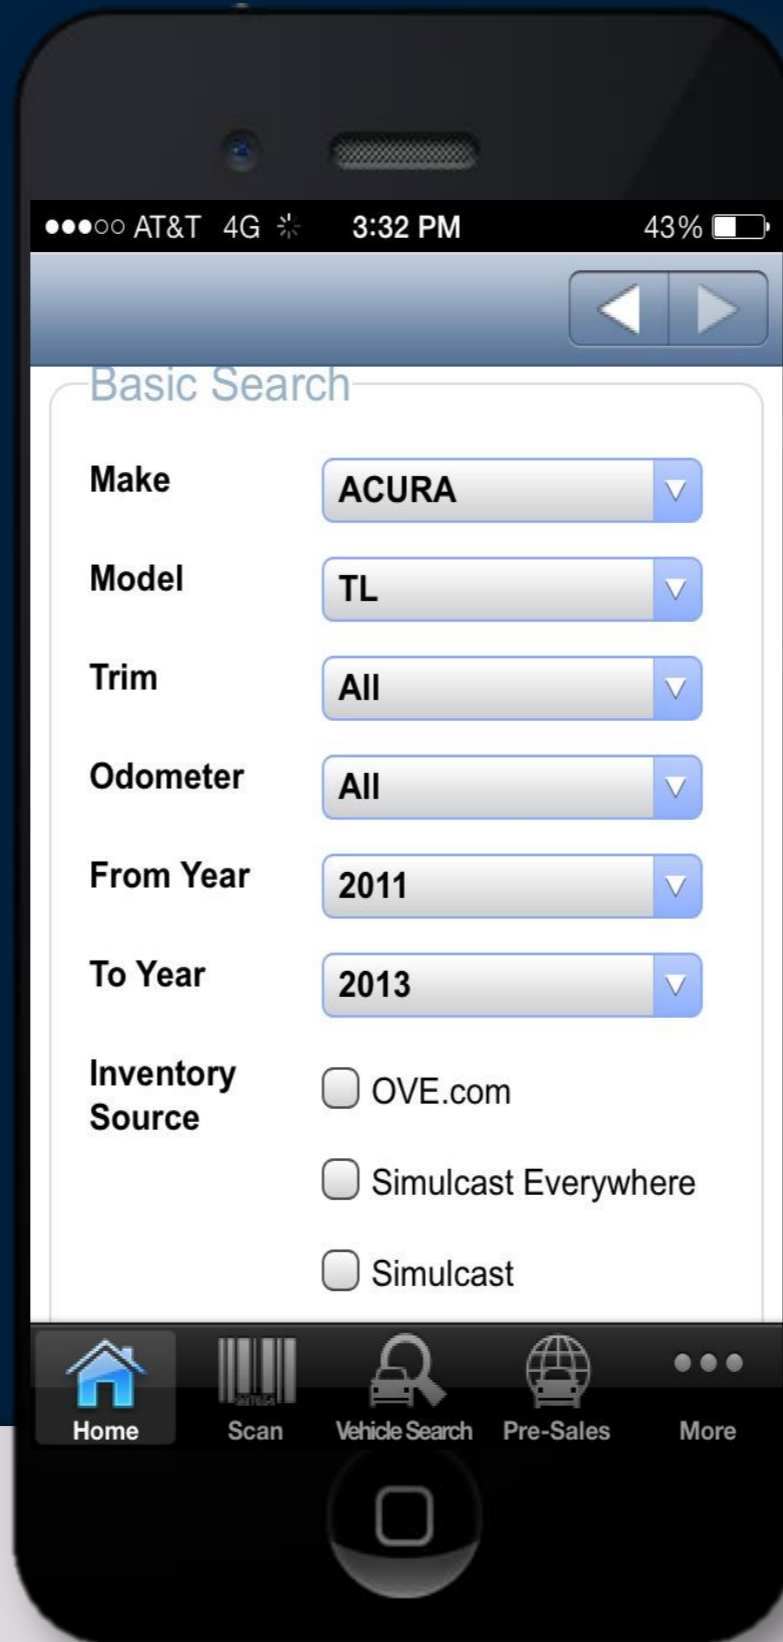 AT&T 4G 3:32 PM 43%
Basic Search
Make ACURA
Model TL
Trim All
Odometer All
From Year 2011
To Year 2013
Inventory
Source
OVE.com
Simulcast Everywhere
Simulcast
Home Scan Vehicle Search Pre-Sales More